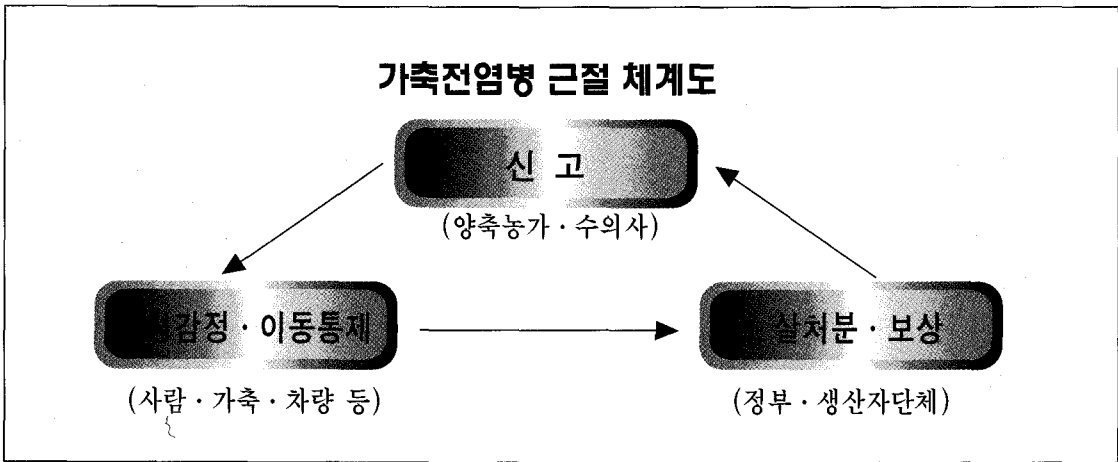 가축전염병 근절 체계도
신 고
(양축농가 · 수의사)
감정 · 이동통제
살처분 · 보상
(사람 · 가축 · 차량 등)
(정부 · 생산자단체)